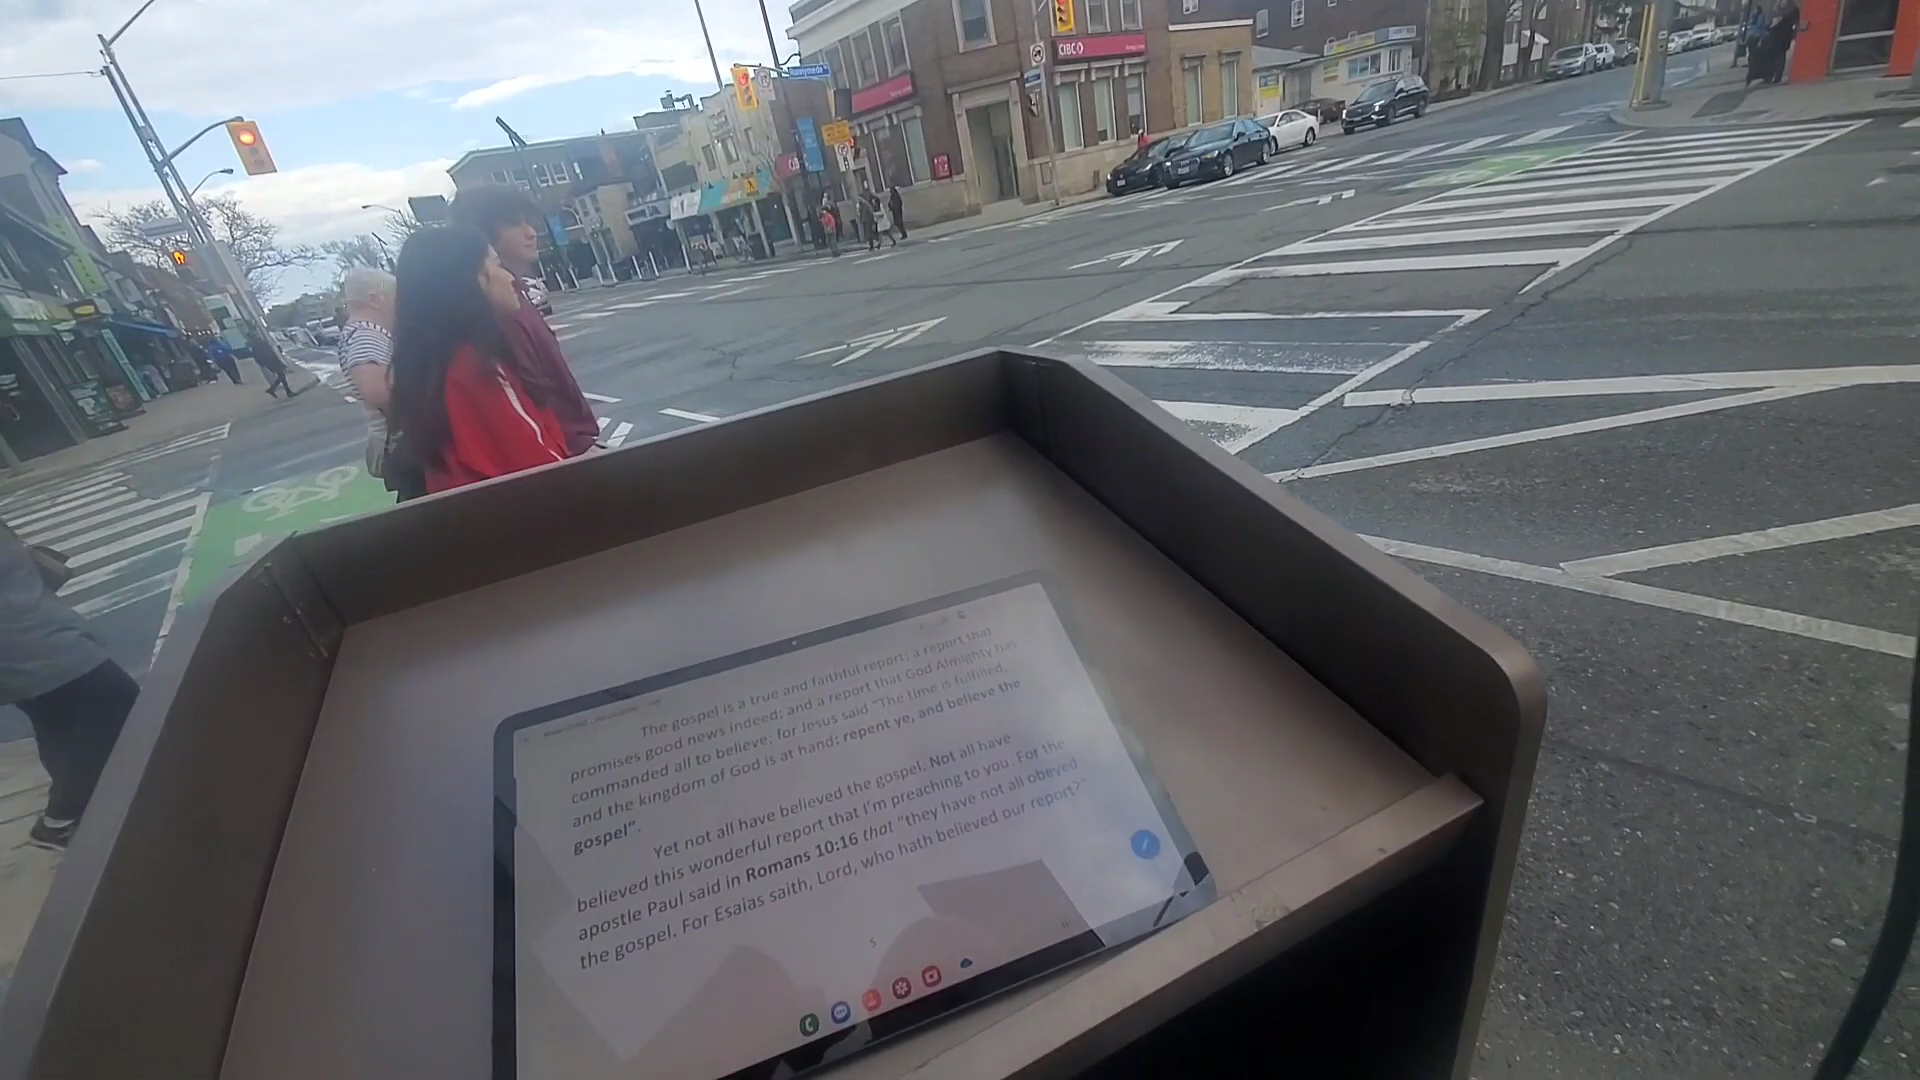 Runnymede
CIBC
The gospel is a true and faithful report; a report that
promises good news indeed; and a report that God Almighty has
commanded all to believe; for Jesus said "The time is fulfilled,
and the kingdom of God is at hand: repent ye, and believe the
gospel".
Yet not all have believed the gospel. Not all have
believed this wonderful report that I'm preaching to you. For the
apostle Paul said in Romans 10:16 that "they have not all obeyed
the gospel. For Esaias saith, Lord, who hath believed our report?"
5